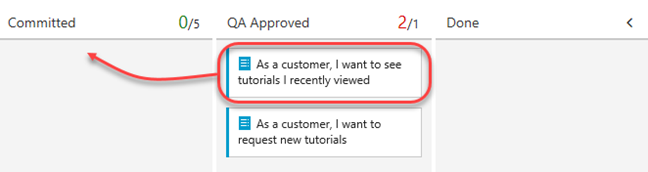 Committed 0/5 QA Approved 2/1 Done <
As a customer, I want to see
tutorials I recently viewed
As a customer, I want to
request new tutorials